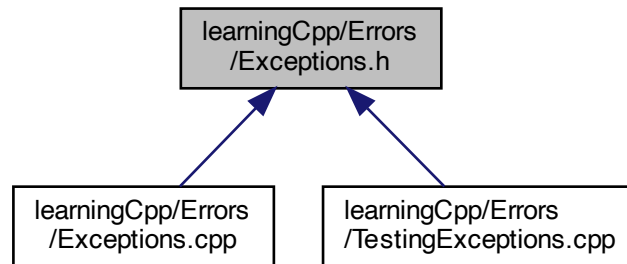 learningCpp/Errors
/Exceptions.h
learningCpp/Errors
/Exceptions.cpp
learningCpp/Errors
/TestingExceptions.cpp